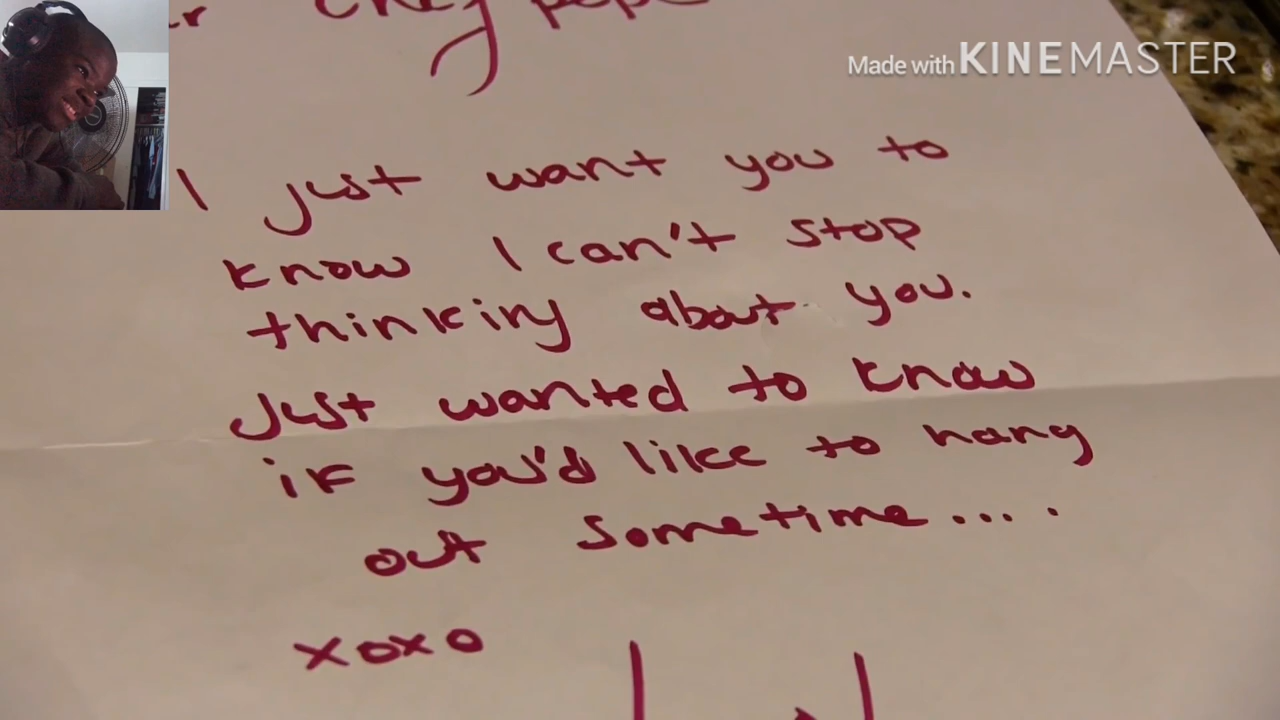 Made with KINEMASTER
I just want you to
know I can't stop
thinking about you.
Just wanted to know
if you'd like to hang
out sometime....
xoxo